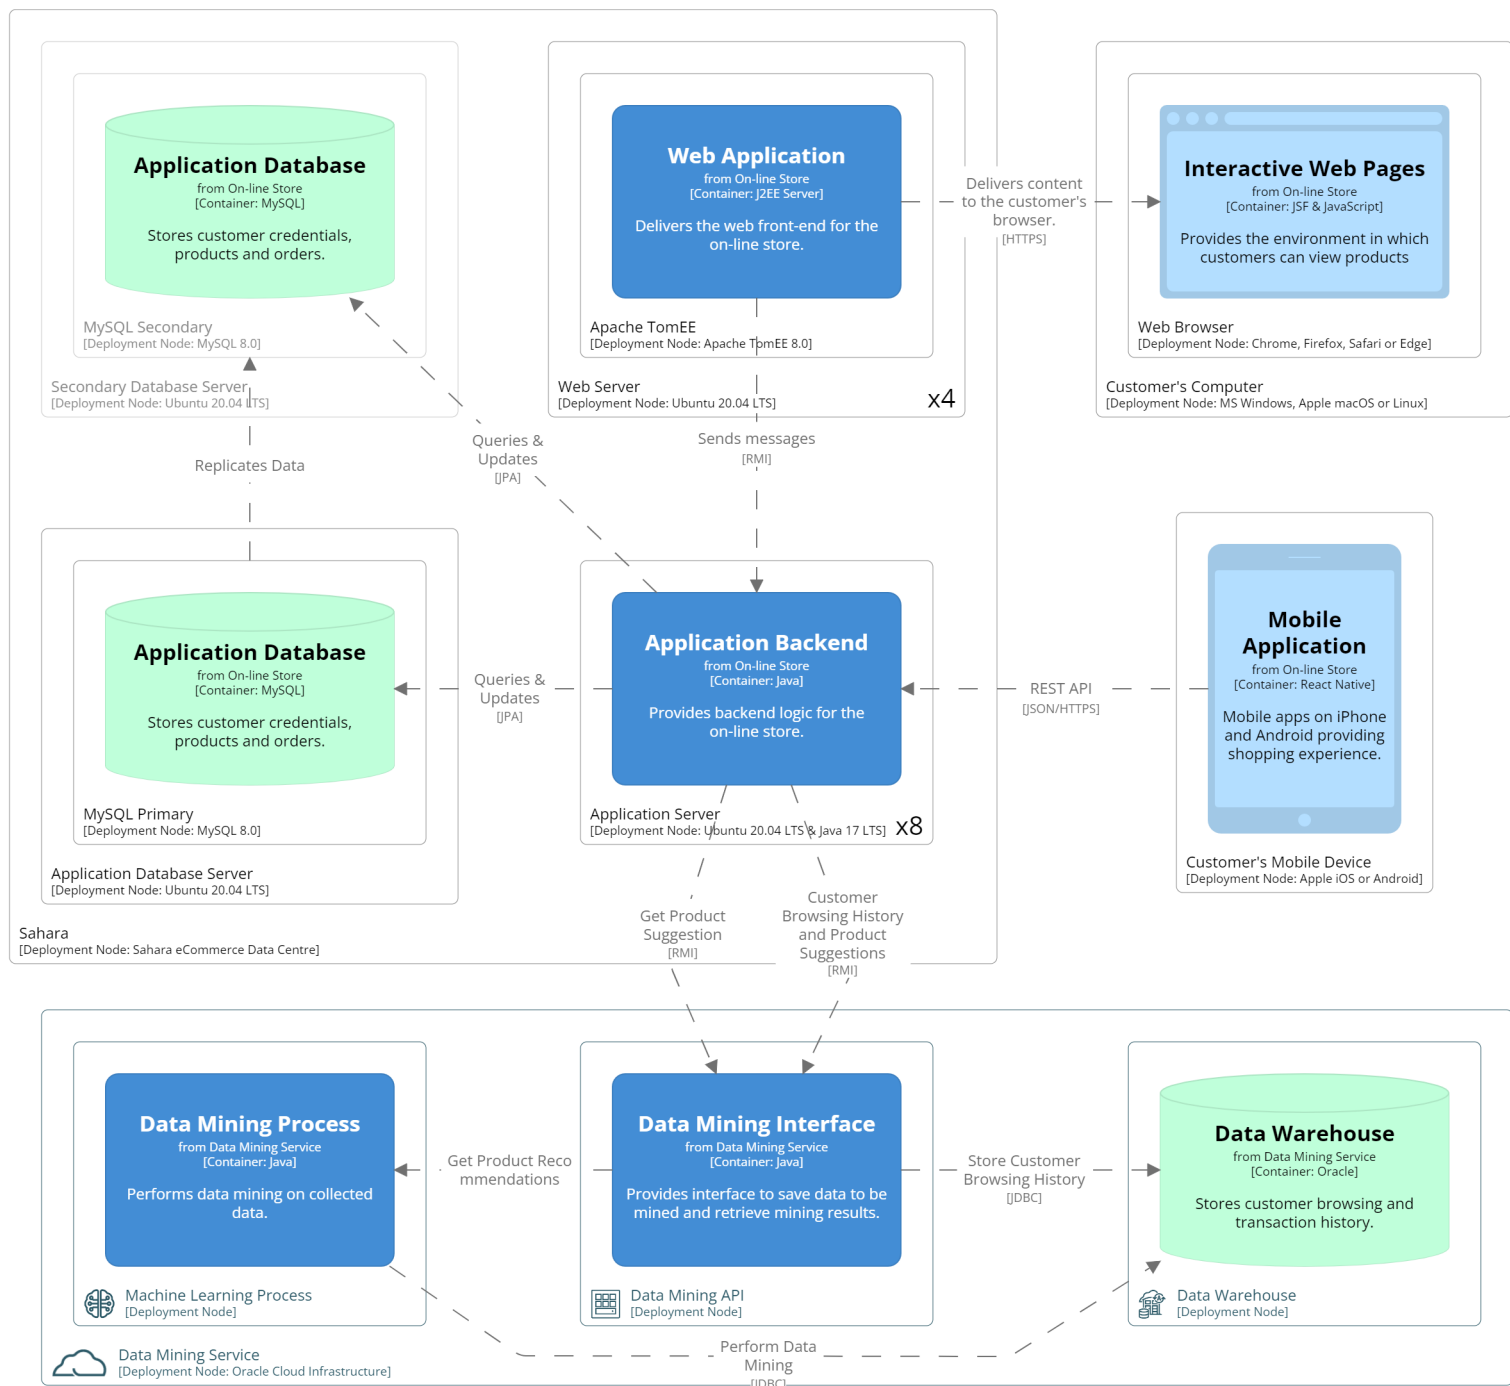 Application Database
from On-line Store
[Container: MySQL]
Stores customer credentials,
products and orders.
MySQL Secondary
[Deployment Node: MySQL 8.0]
Secondary Database Server
[Deployment Node: Ubuntu 20.04 LTS]
Web Application
from On-line Store
[Container: J2EE Server]
Delivers the web front-end for the
on-line store.
Apache TomEE
[Deployment Node: Apache TomEE 8.0]
Web Server
[Deployment Node: Ubuntu 20.04 LTS]
x4
Delivers content
to the customer's
browser.
[HTTPS]
Interactive Web Pages
from On-line Store
[Container: JSF & JavaScript]
Provides the environment in which
customers can view products
Web Browser
[Deployment Node: Chrome, Firefox, Safari or Edge]
Customer's Computer
[Deployment Node: MS Windows, Apple macOS or Linux]
Replicates Data
Queries &
Updates
[JPA]
Sends messages
[RMI]
Application Database
from On-line Store
[Container: MySQL]
Stores customer credentials,
products and orders.
MySQL Primary
[Deployment Node: MySQL 8.0]
Application Database Server
[Deployment Node: Ubuntu 20.04 LTS]
Queries &
Updates
[JPA]
Application Backend
from On-line Store
[Container: Java]
Provides backend logic for the
on-line store.
Application Server
[Deployment Node: Ubuntu 20.04 LTS & Java 17 LTS]
x8
REST API
[JSON/HTTPS]
Mobile
Application
from On-line Store
[Container: React Native]
Mobile apps on iPhone
and Android providing
shopping experience.
Customer's Mobile Device
[Deployment Node: Apple iOS or Android]
Sahara
[Deployment Node: Sahara eCommerce Data Centre]
Get Product
Suggestion
[RMI]
Customer
Browsing History
and Product
Suggestions
[RMI]
Data Mining Process
from Data Mining Service
[Container: Java]
Performs data mining on collected
data.
Machine Learning Process
[Deployment Node]
Get Product Reco
mmendations
Data Mining Interface
from Data Mining Service
[Container: Java]
Provides interface to save data to be
mined and retrieve mining results.
Data Mining API
[Deployment Node]
Store Customer
Browsing History
[JDBC]
Data Warehouse
from Data Mining Service
[Container: Oracle]
Stores customer browsing and
transaction history.
Data Warehouse
[Deployment Node]
Perform Data
Mining
[JDBC]
Data Mining Service
[Deployment Node: Oracle Cloud Infrastructure]